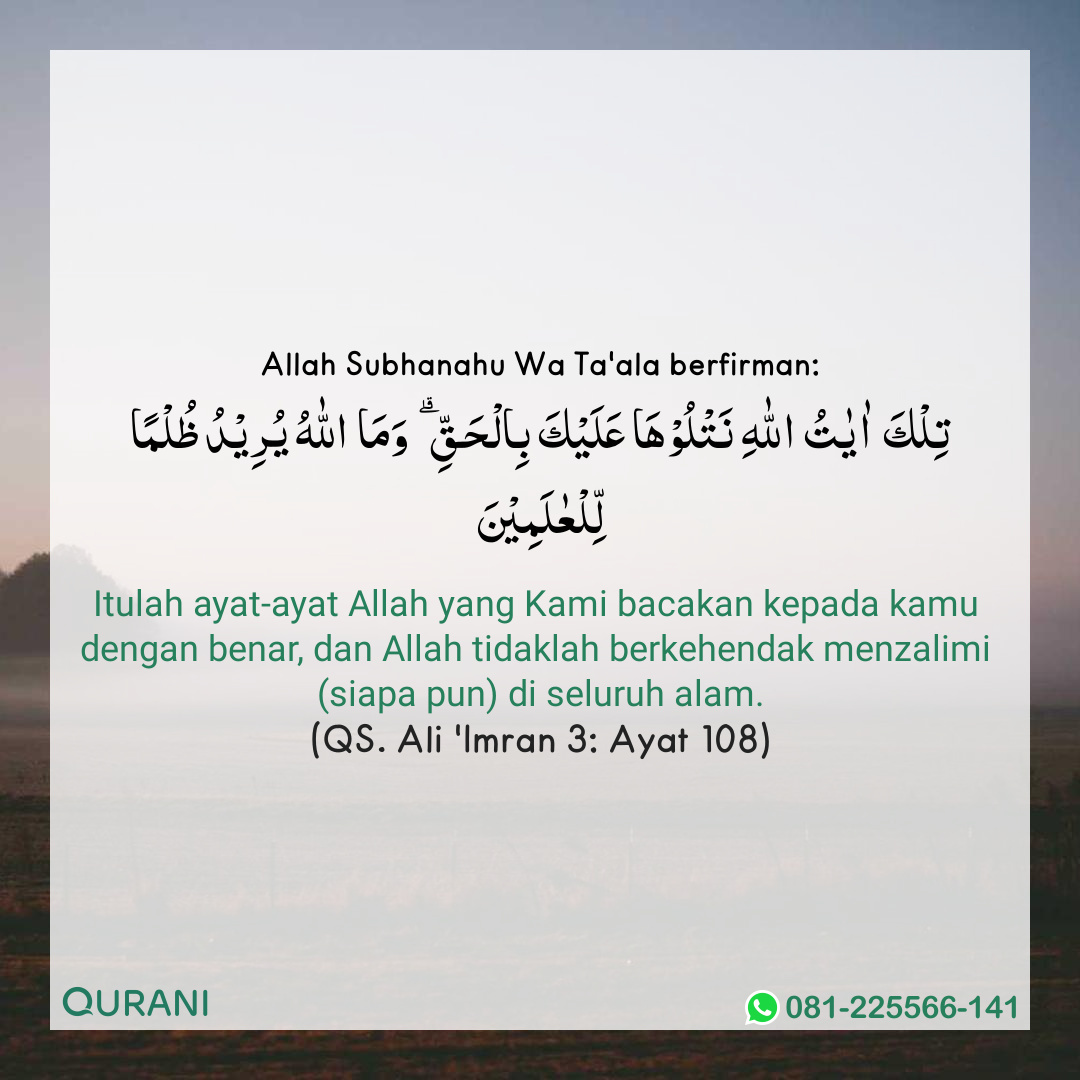 Allah Subhanahu Wa Ta'ala berfirman:
تِلْكَ اٰيٰتُ اللّٰهِ نَـتْلُوْهَا عَلَيْكَ بِالْحَـقِّ ۗ وَمَا اللّٰهُ يُرِيْدُ ظُلْمًا
لِّلْعٰلَمِيْنَ
Itulah ayat-ayat Allah yang Kami bacakan kepada kamu
dengan benar, dan Allah tidaklah berkehendak menzalimi
(siapa pun) di seluruh alam.
(QS. Ali 'Imran 3: Ayat 108)
QURANI
081-225566-141